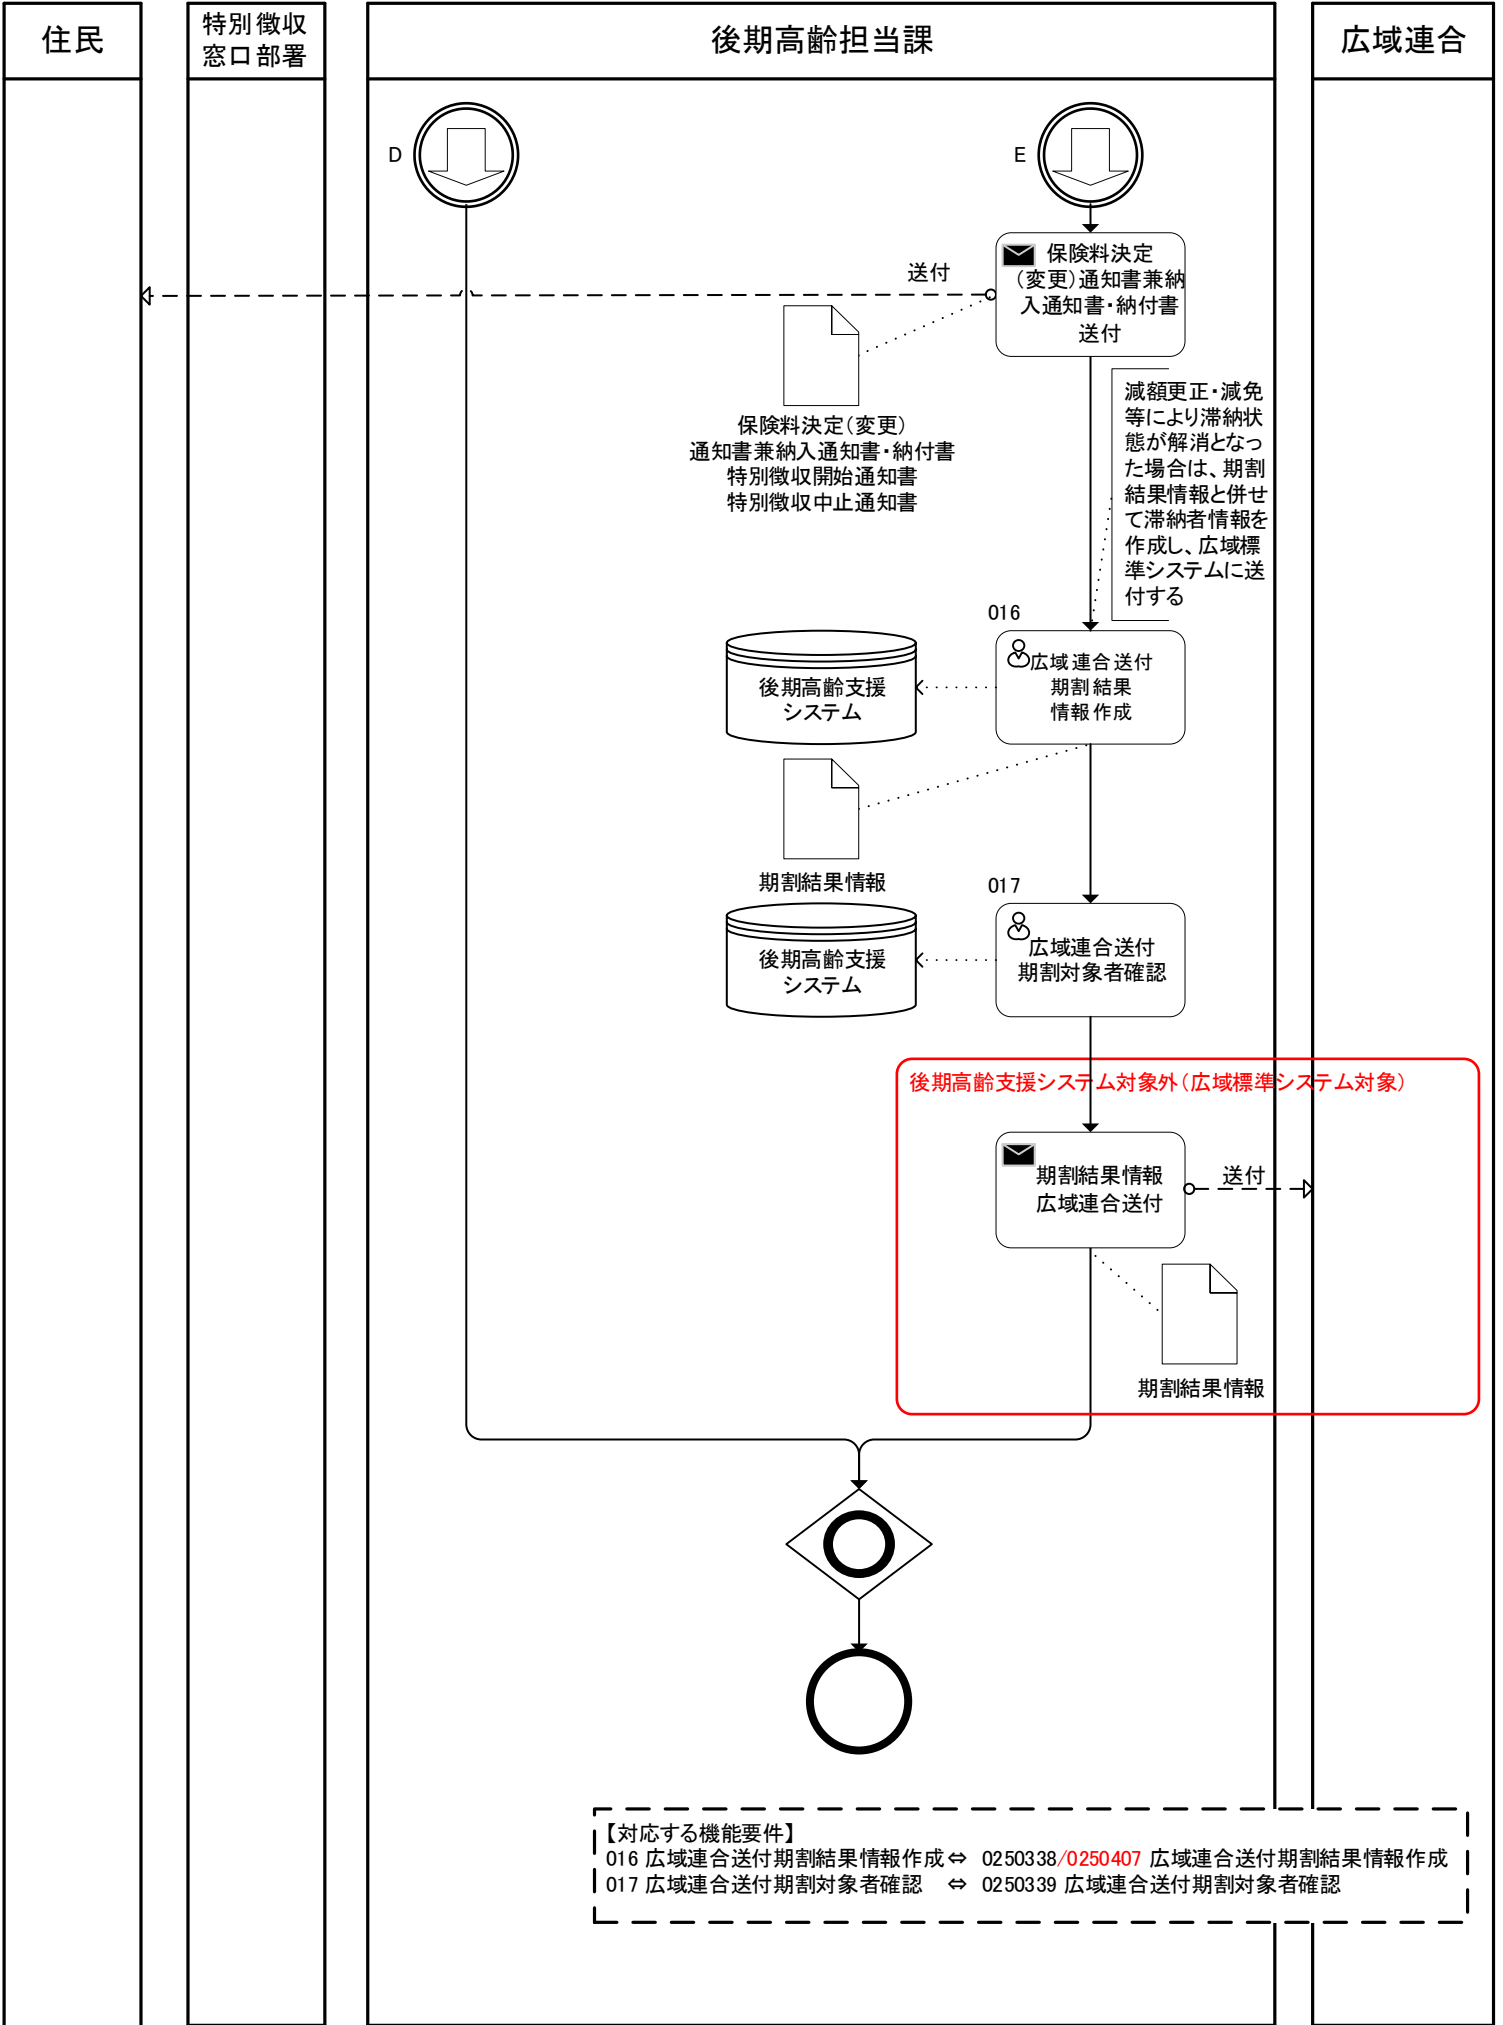 住民
特別徴収
窓口部署
後期高齢担当課
広域連合
D
E
保険料決定
(変更)通知書兼納
入通知書・納付書
送付
送付
保険料決定(変更)
通知書兼納入通知書・納付書
特別徴収開始通知書
特別徴収中止通知書
減額更正・減免
等により滞納状
態が解消となっ
た場合は、期割
結果情報と併せ
て滞納者情報を
作成し、広域標
準システムに送
付する
016
広域連合送付
期割結果
情報作成
後期高齢支援
システム
期割結果情報
017
広域連合送付
期割対象者確認
後期高齢支援
システム
後期高齢支援システム対象外(広域標準システム対象)
期割結果情報
広域連合送付
送付
期割結果情報
【対応する機能要件】
016 広域連合送付期割結果情報作成⇔ 0250338/0250407 広域連合送付期割結果情報作成
017 広域連合送付期割対象者確認 ⇔ 0250339 広域連合送付期割対象者確認